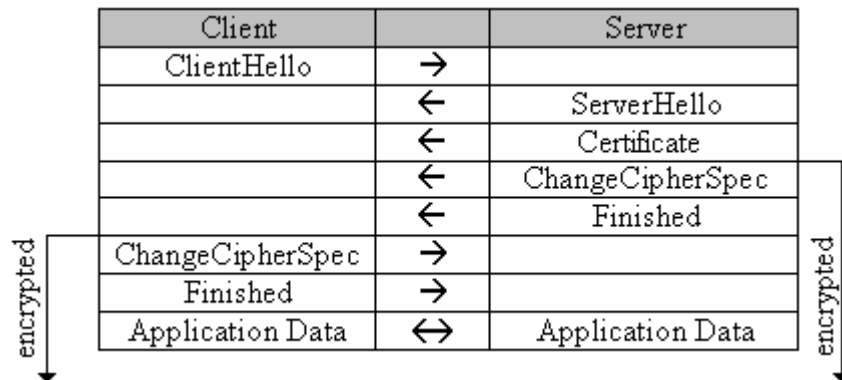 Client Server
ClientHello →
← ServerHello
← Certificate
← ChangeCipherSpec
← Finished
ChangeCipherSpec →
Finished →
Application Data ↔ Application Data
encrypted
encrypted